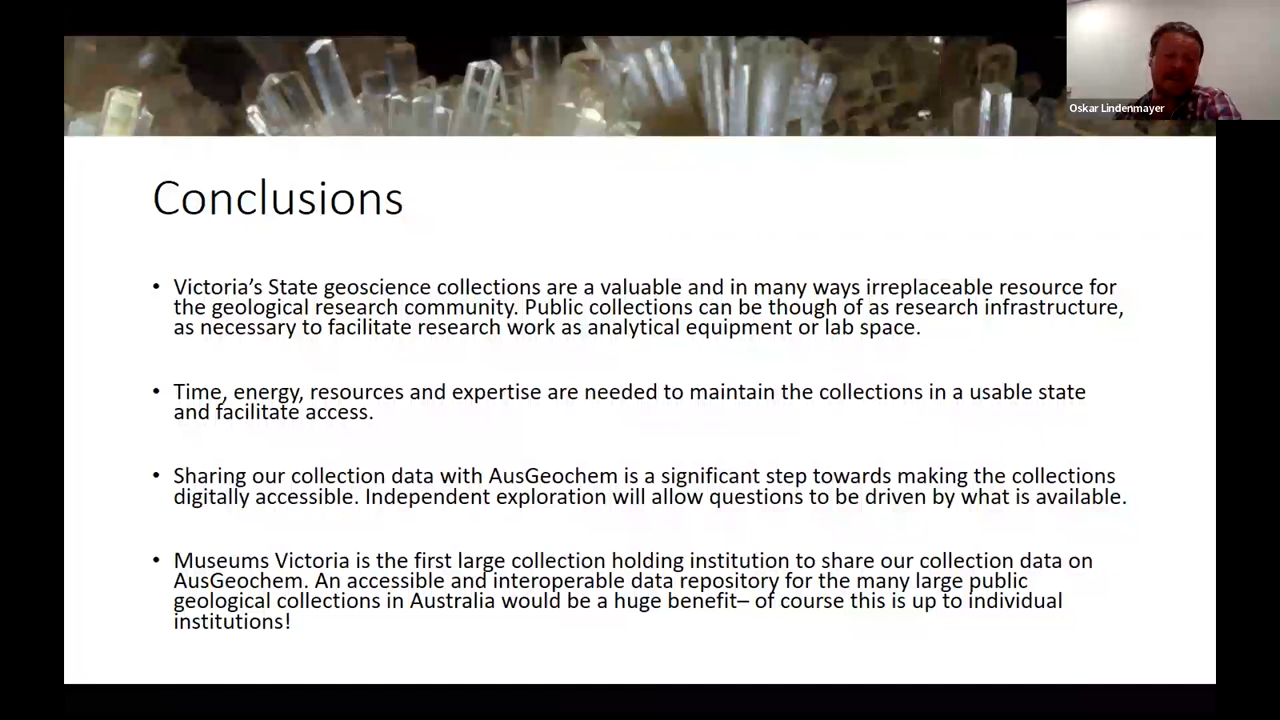 Oskar Lindenmayer
Conclusions
• Victoria's State geoscience collections are a valuable and in many ways irreplaceable resource for
the geological research community. Public collections can be though of as research infrastructure,
as necessary to facilitate research work as analytical equipment or lab space.
• Time, energy, resources and expertise are needed to maintain the collections in a usable state
and facilitate access.
• Sharing our collection data with AusGeochem is a significant step towards making the collections
digitally accessible. Independent exploration will allow questions to be driven by what is available.
• Museums Victoria is the first large collection holding institution to share our collection data on
AusGeochem. An accessible and interoperable data repository for the many large public
geological collections in Australia would be a huge benefit– of course this is up to individual
institutions!